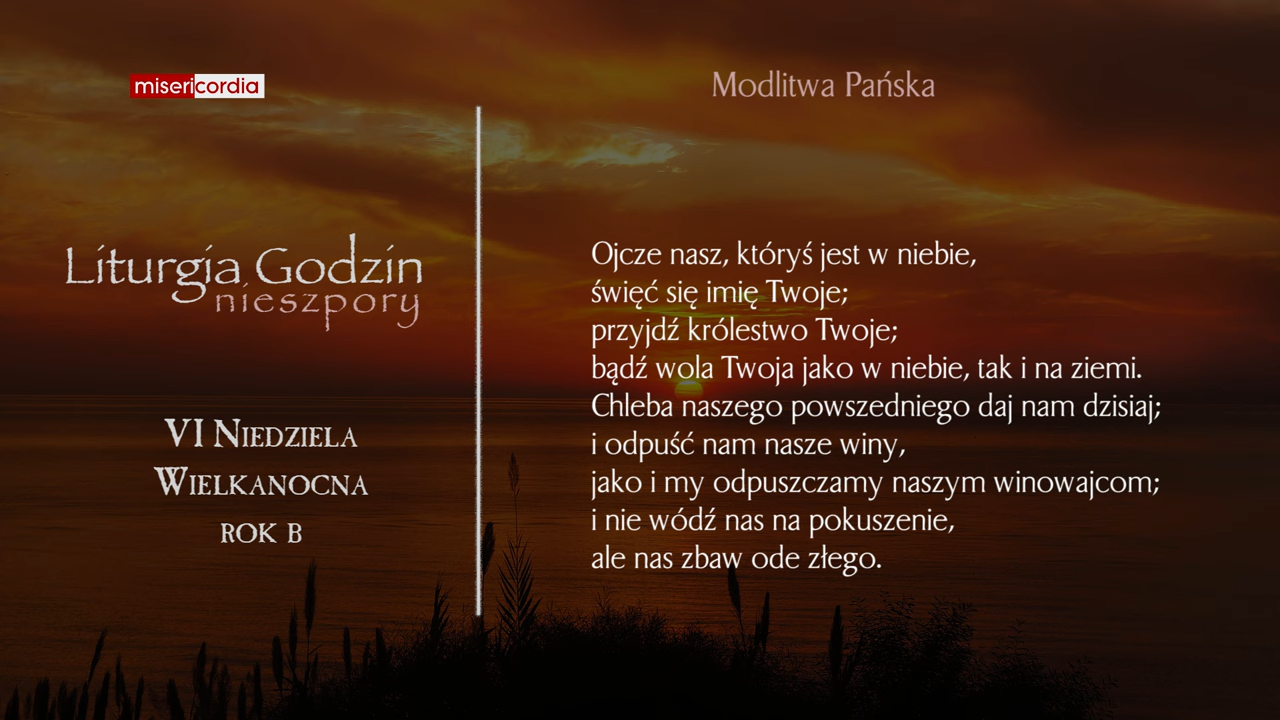 misericordia
Liturgia Godzin
nieszpory
VI Niedziela
Wielkanocna
rok B
Modlitwa Pańska
Ojcze nasz, któryś jest w niebie,
święć się imię Twoje;
przyjdź królestwo Twoje;
bądź wola Twoja jako w niebie, tak i na ziemi.
Chleba naszego powszedniego daj nam dzisiaj;
i odpuść nam nasze winy,
jako i my odpuszczamy naszym winowajcom;
i nie wódź nas na pokuszenie,
ale nas zbaw ode złego.